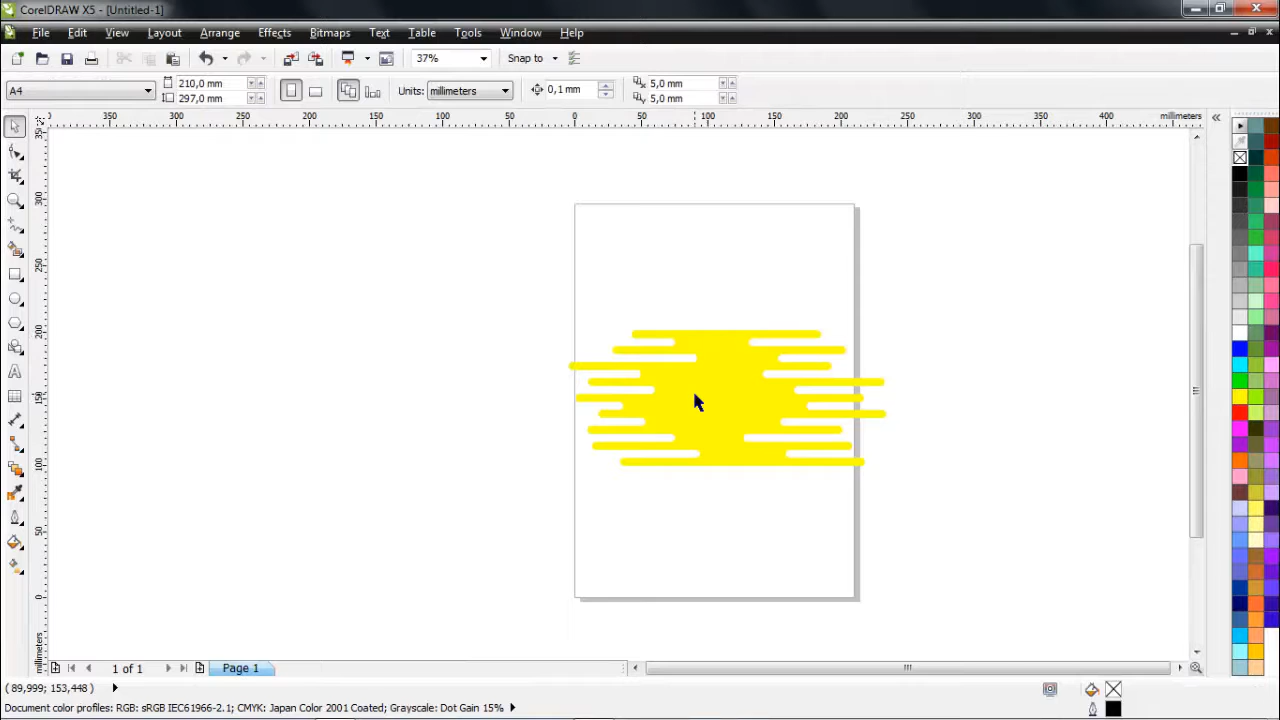 CorelDRAW X5 - [Untitled-1]
File Edit View Layout Arrange Effects Bitmaps Text Table Tools Window Help
37% Snap to
A4 210,0 mm 297,0 mm Units: millimeters 0,1 mm 5,0 mm 5,0 mm
350 300 250 200 150 100 50 0 50 100 150 200 250 300 350 400 millimeters
350
300
250
200
150
100
50
0
millimeters
1 of 1 Page 1
( 89,999; 153,448 )
Document color profiles: RGB: sRGB IEC61966-2.1; CMYK: Japan Color 2001 Coated; Grayscale: Dot Gain 15%